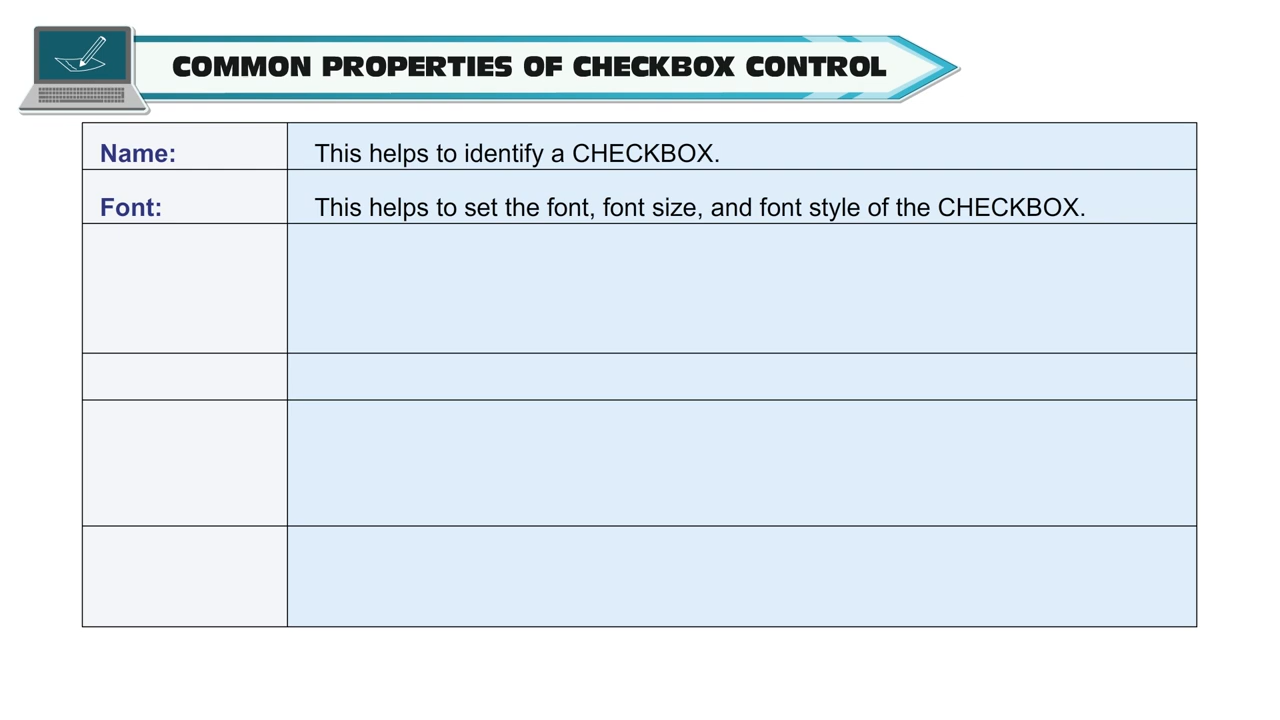 COMMON PROPERTIES OF CHECKBOX CONTROL
Name: This helps to identify a CHECKBOX.
Font: This helps to set the font, font size, and font style of the CHECKBOX.